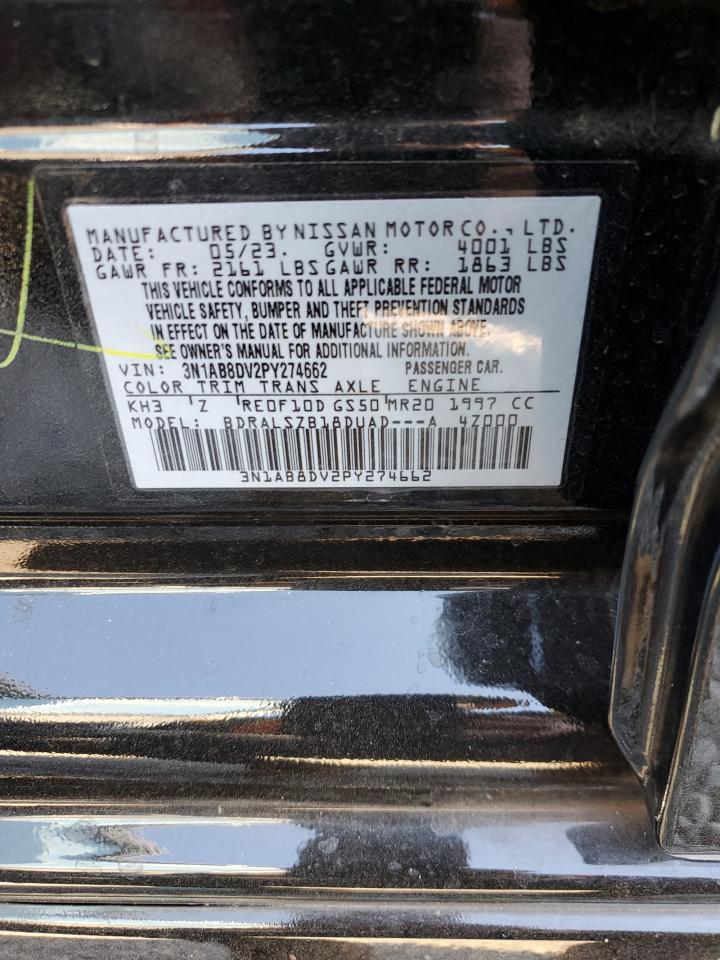 MANUFACTURED BY NISSAN MOTOR CO., LTD.
DATE: 05/23. GVWR: 4001 LBS
GAWR FR: 2161 LBS GAWR RR: 1863 LBS
THIS VEHICLE CONFORMS TO ALL APPLICABLE FEDERAL MOTOR
VEHICLE SAFETY, BUMPER AND THEFT PREVENTION STANDARDS
IN EFFECT ON THE DATE OF MANUFACTURE SHOWN ABOVE.
SEE OWNER'S MANUAL FOR ADDITIONAL INFORMATION.
VIN: 3N1AB8DV2PY274662 PASSENGER CAR.
COLOR TRIM TRANS AXLE ENGINE
KH3 'Z RE0F10D GS50 MR20 1997 CC
MODEL: BDRALSZB18DUAD---A 4Z000
3N1AB8DV2PY274662